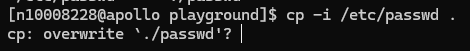 [n10008228@apollo playground]$ cp -i /etc/passwd .
cp: overwrite `./passwd'?